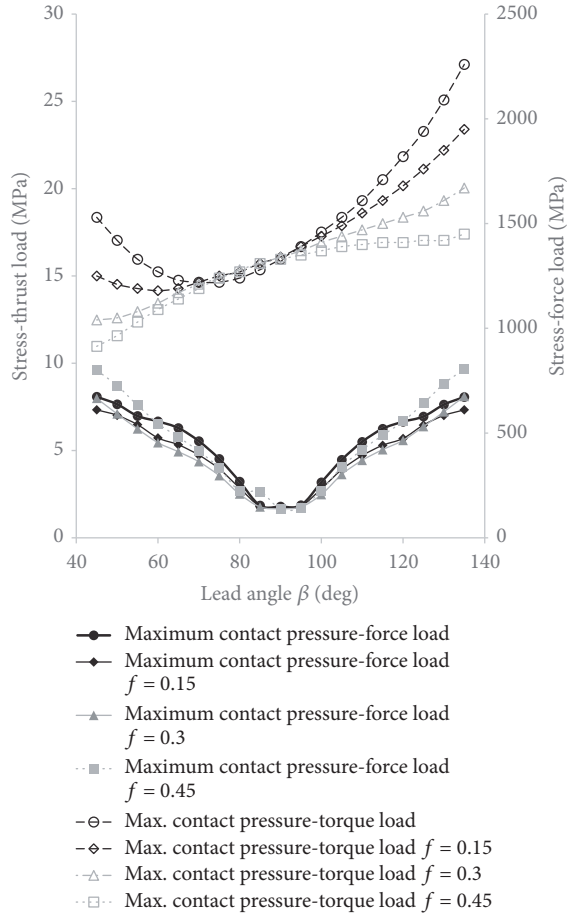 30
25
20
15
10
5
0
Stress-thrust load (MPa)
2500
2000
1500
1000
500
0
Stress-force load (MPa)
40 60 80 100 120 140
Lead angle β (deg)
Maximum contact pressure-force load
Maximum contact pressure-force load
f = 0.15
Maximum contact pressure-force load
f = 0.3
Maximum contact pressure-force load
f = 0.45
Max. contact pressure-torque load
Max. contact pressure-torque load f = 0.15
Max. contact pressure-torque load f = 0.3
Max. contact pressure-torque load f = 0.45